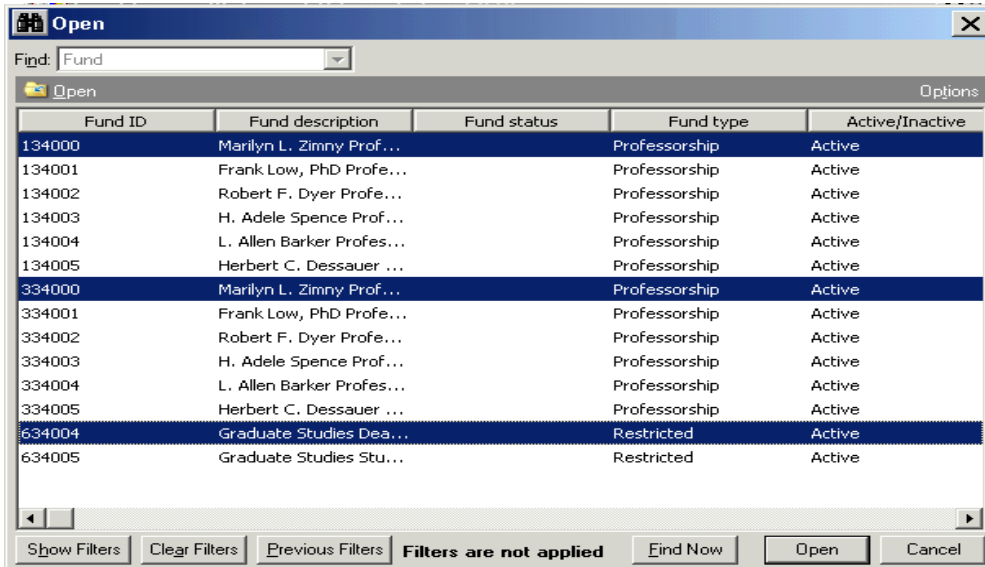 Open
Find: Fund
Open Options
Fund ID Fund description Fund status Fund type Active/Inactive
134000 Marilyn L. Zimny Prof... Professorship Active
134001 Frank Low, PhD Profe... Professorship Active
134002 Robert F. Dyer Profe... Professorship Active
134003 H. Adele Spence Prof... Professorship Active
134004 L. Allen Barker Profes... Professorship Active
134005 Herbert C. Dessauer ... Professorship Active
334000 Marilyn L. Zimny Prof... Professorship Active
334001 Frank Low, PhD Profe... Professorship Active
334002 Robert F. Dyer Profe... Professorship Active
334003 H. Adele Spence Prof... Professorship Active
334004 L. Allen Barker Profes... Professorship Active
334005 Herbert C. Dessauer ... Professorship Active
634004 Graduate Studies Dea... Restricted Active
634005 Graduate Studies Stu... Restricted Active
Show Filters Clear Filters Previous Filters Filters are not applied Find Now Open Cancel